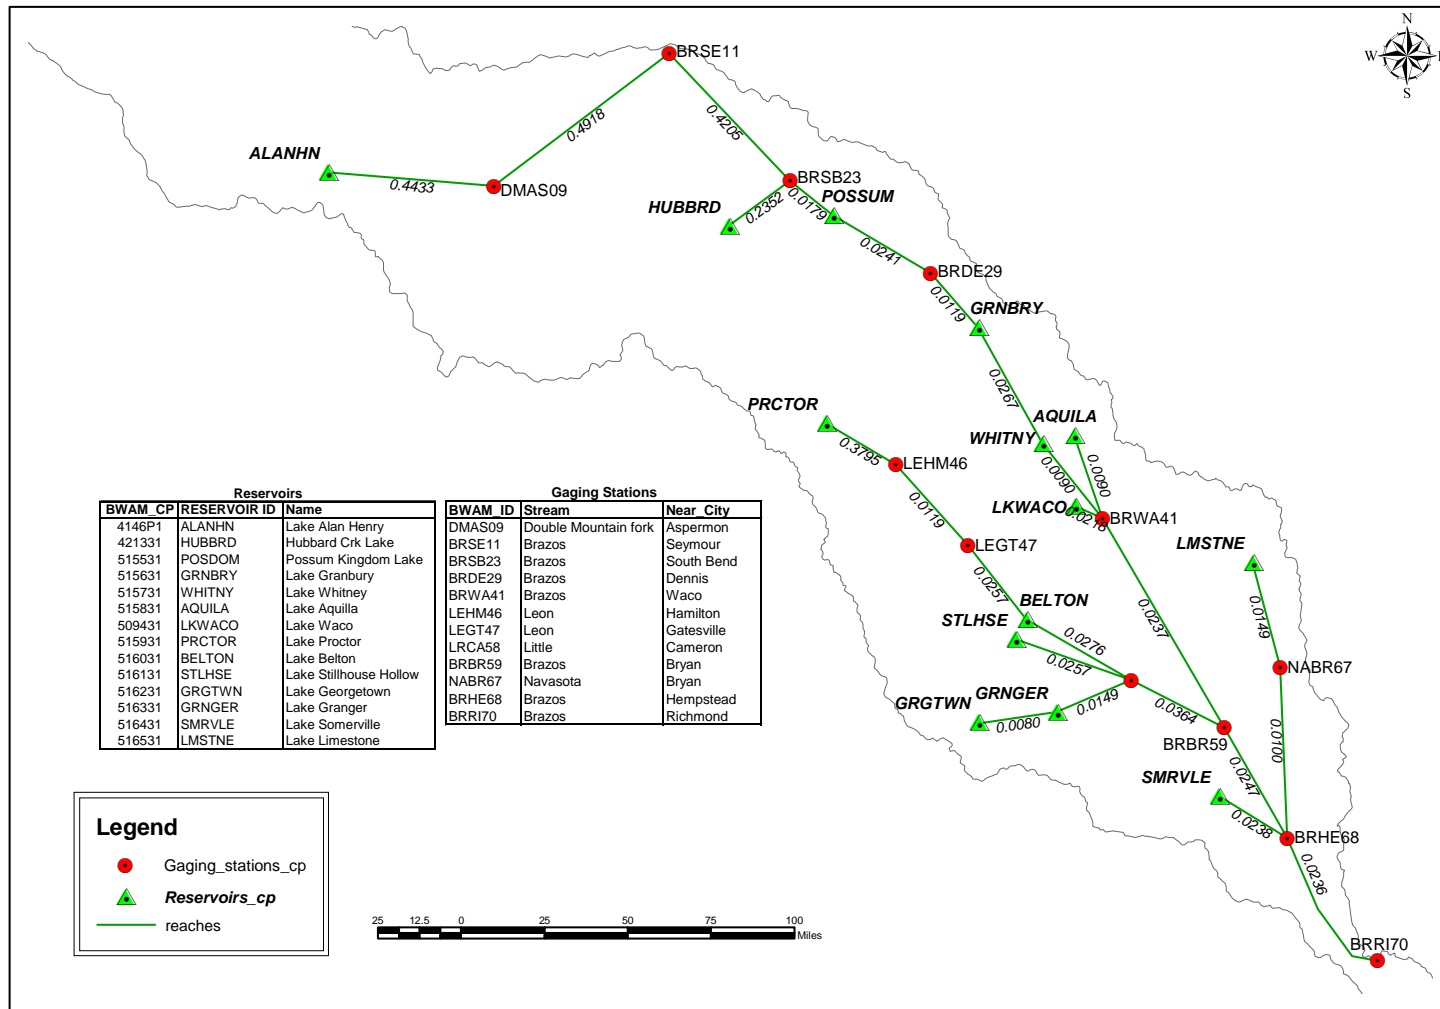 N
W
E
S
BRSE11
0.4918
0.4205
ALANHN
0.4433
DMAS09
BRSB23
HUBBRD
0.2352
0.0179
POSSUM
0.0241
BRDE29
0.0119
GRNBRY
0.0267
PRCTOR
0.3795
LEHM46
WHITNY
AQUILA
0.0090
0.0090
LKWACO
0.0218
BRWA41
0.0119
LEGT47
0.0257
LMSTNE
0.0149
NABR67
BELTON
STLHSE
0.0276
0.0257
0.0237
GRGTWN
GRNGER
0.0080
0.0149
0.0364
BRBR59
0.0100
0.0247
SMRVLE
0.0238
BRHE68
0.0236
BRRI70
Reservoirs
BWAM_CP RESERVOIR ID Name
4146P1 ALANHN Lake Alan Henry
421331 HUBBRD Hubbard Crk Lake
515531 POSDOM Possum Kingdom Lake
515631 GRNBRY Lake Granbury
515731 WHITNY Lake Whitney
515831 AQUILA Lake Aquilla
509431 LKWACO Lake Waco
515931 PRCTOR Lake Proctor
516031 BELTON Lake Belton
516131 STLHSE Lake Stillhouse Hollow
516231 GRGTWN Lake Georgetown
516331 GRNGER Lake Granger
516431 SMRVLE Lake Somerville
516531 LMSTNE Lake Limestone
Gaging Stations
BWAM_ID Stream Near_City
DMAS09 Double Mountain fork Aspermon
BRSE11 Brazos Seymour
BRSB23 Brazos South Bend
BRDE29 Brazos Dennis
BRWA41 Brazos Waco
LEHM46 Leon Hamilton
LEGT47 Leon Gatesville
LRCA58 Little Cameron
BRBR59 Brazos Bryan
NABR67 Navasota Bryan
BRHE68 Brazos Hempstead
BRRI70 Brazos Richmond
Legend
Gaging_stations_cp
Reservoirs_cp
reaches
25 12.5 0 25 50 75 100
Miles